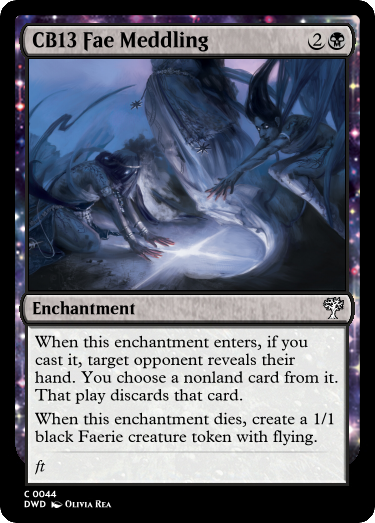 CB13 Fae Meddling 2
Enchantment
When this enchantment enters, if you
cast it, target opponent reveals their
hand. You choose a nonland card from it.
That play discards that card.
When this enchantment dies, create a 1/1
black Faerie creature token with flying.
ft
C 0044
DWD Olivia Rea